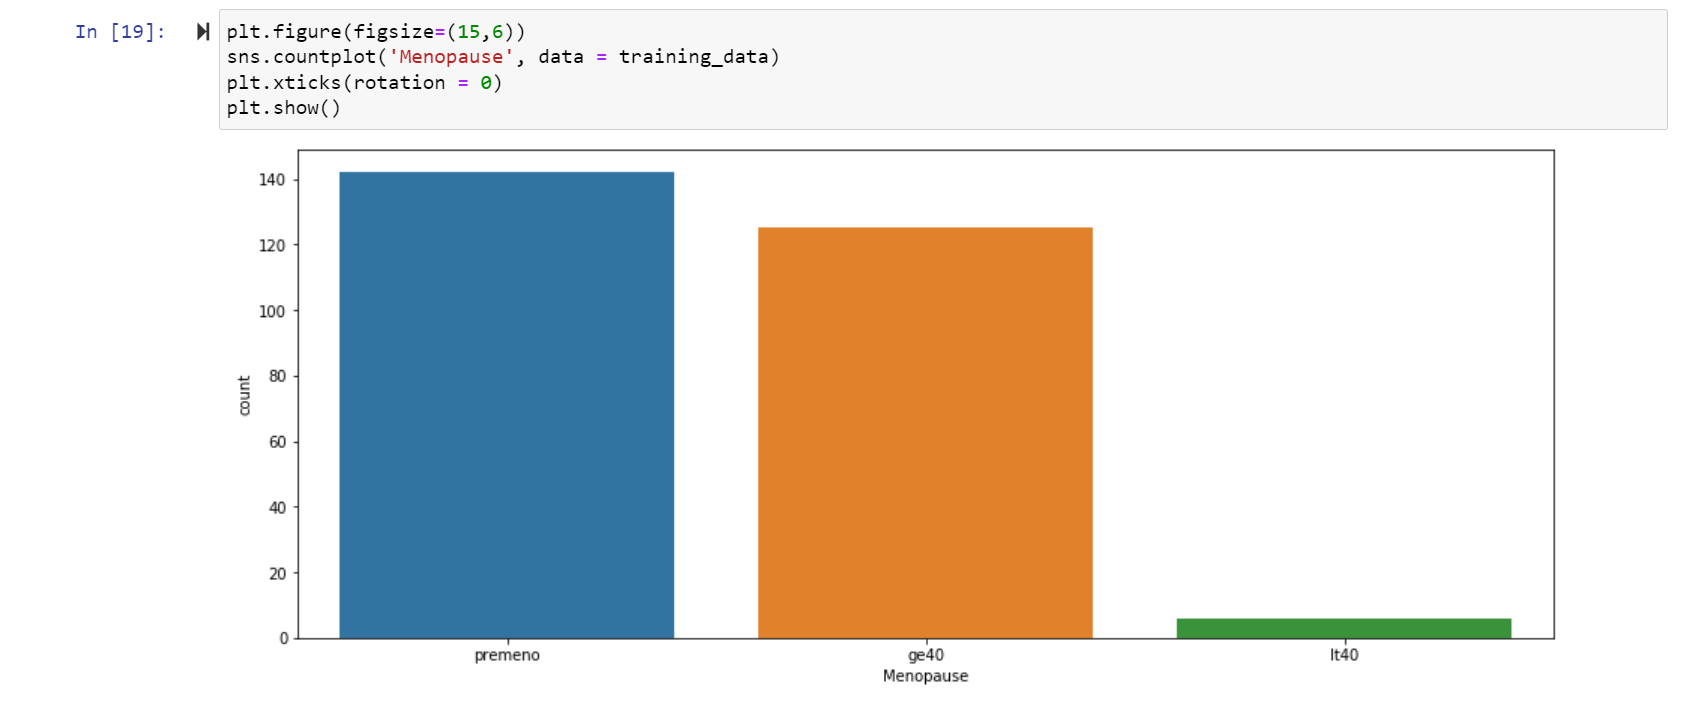 In [19]:
plt.figure(figsize=(15,6))
sns.countplot('Menopause', data = training_data)
plt.xticks(rotation = 0)
plt.show()
140
120
100
80
60
40
20
0
count
premeno ge40 lt40
Menopause